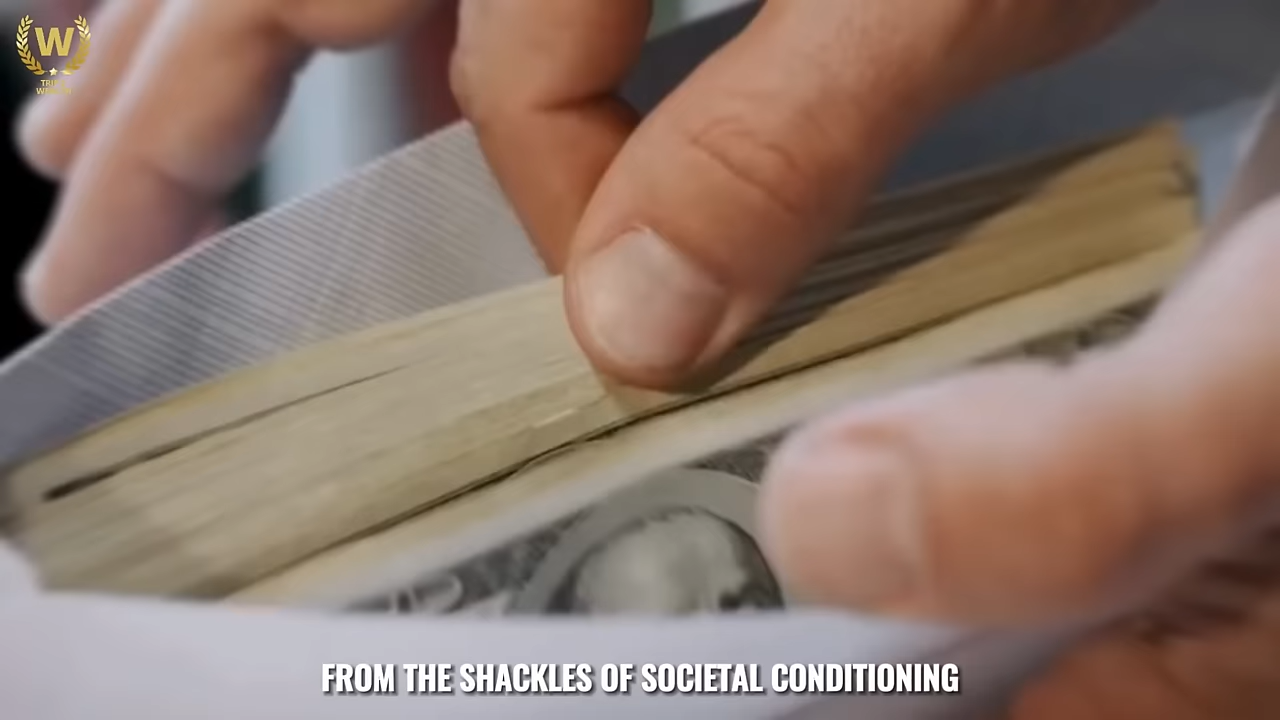 W
FROM THE SHACKLES OF SOCIETAL CONDITIONING